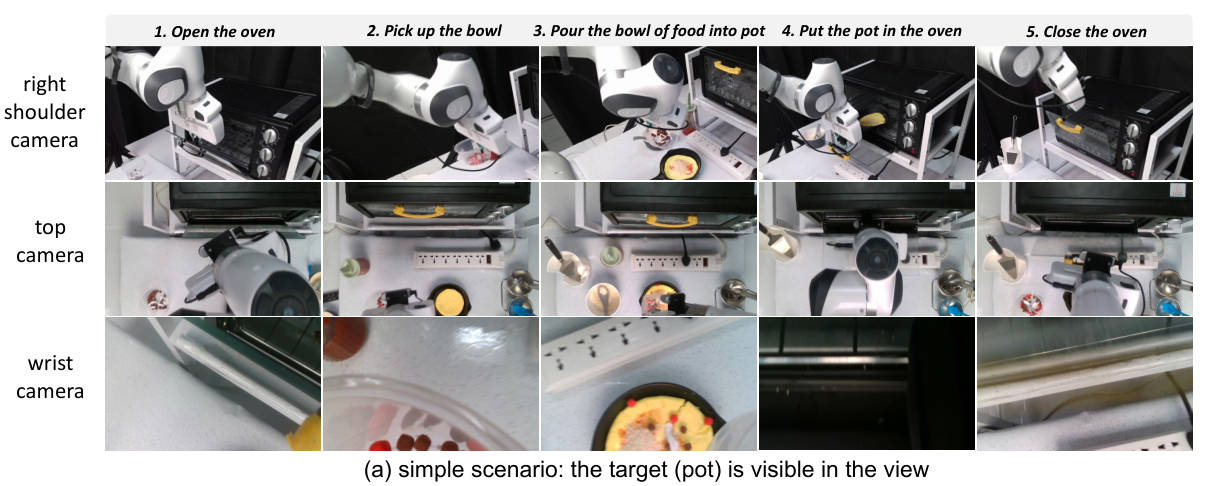 1. Open the oven
2. Pick up the bowl
3. Pour the bowl of food into pot
4. Put the pot in the oven
5. Close the oven
right
shoulder
camera
top
camera
wrist
camera
(a) simple scenario: the target (pot) is visible in the view